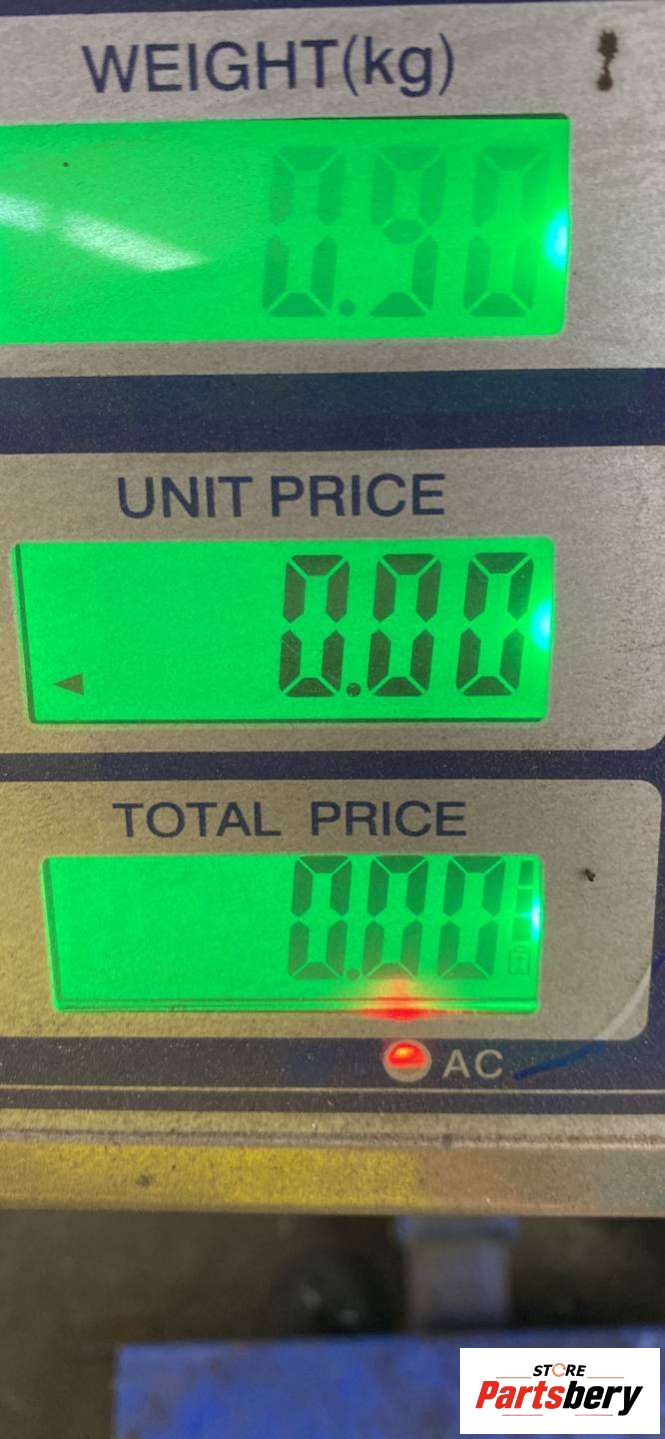 WEIGHT(kg)
0.90
UNIT PRICE
0.00
TOTAL PRICE
0.00
AC
STORE
Partsbery